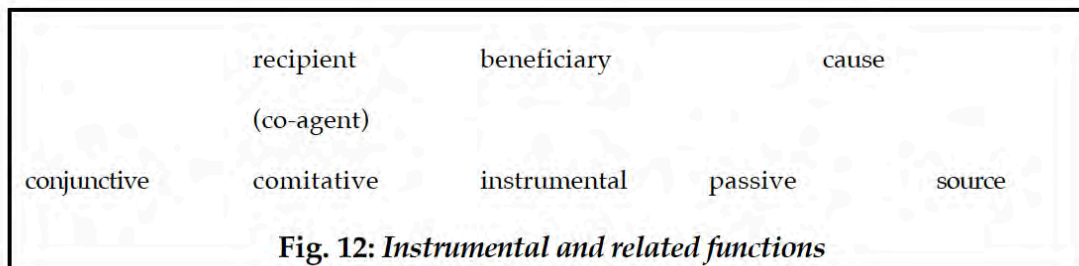 recipient beneficiary cause
(co-agent)
conjunctive comitative instrumental passive source
Fig. 12: Instrumental and related functions